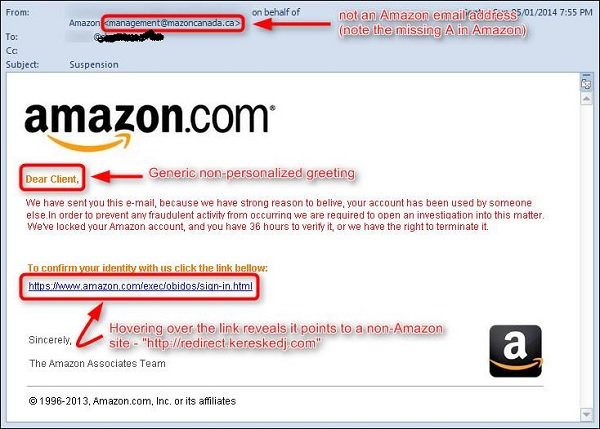 From: on behalf of 05/01/2014 7:55 PM
Amazon <management@mazoncanada.ca>
not an Amazon email address
(note the missing A in Amazon)
To:
Cc:
Subject: Suspension
amazon.com®
Dear Client,
Generic non-personalized greeting
We have sent you this e-mail, because we have strong reason to belive, your account has been used by someone
else.In order to prevent any fraudulent activity from occurring we are required to open an investigation into this matter.
We've locked your Amazon account, and you have 36 hours to verify it, or we have the right to terminate it.
To confirm your identity with us click the link bellow:
https://www.amazon.com/exec/obidos/sign-in.html
Hovering over the link reveals it points to a non-Amazon
site - "http://redirect.kereskedj.com"
Sincerely,
The Amazon Associates Team
a
© 1996-2013, Amazon.com, Inc. or its affiliates